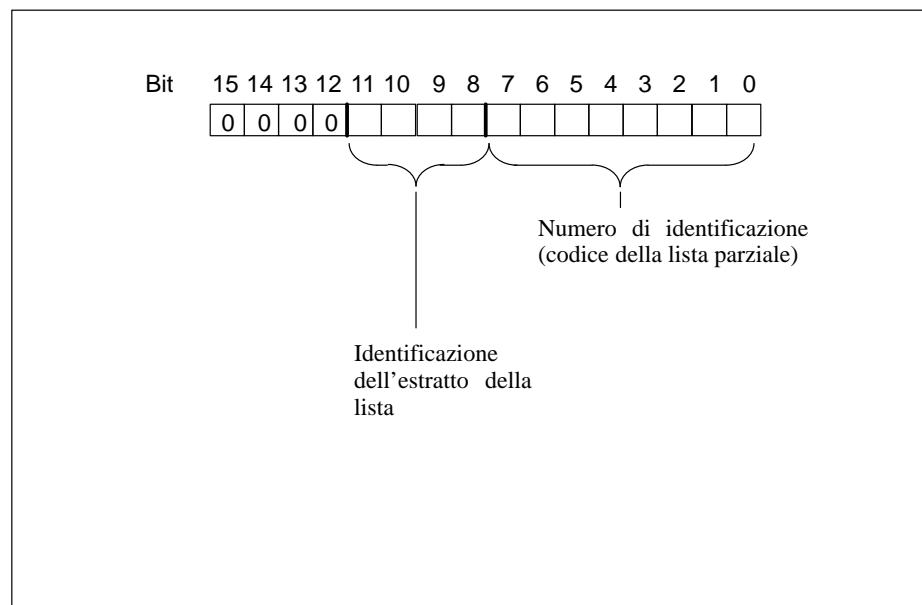 Bit 15 14 13 12 11 10 9 8 7 6 5 4 3 2 1 0
0 0 0 0
Numero di identificazione
(codice della lista parziale)
Identificazione
dell'estratto della
lista